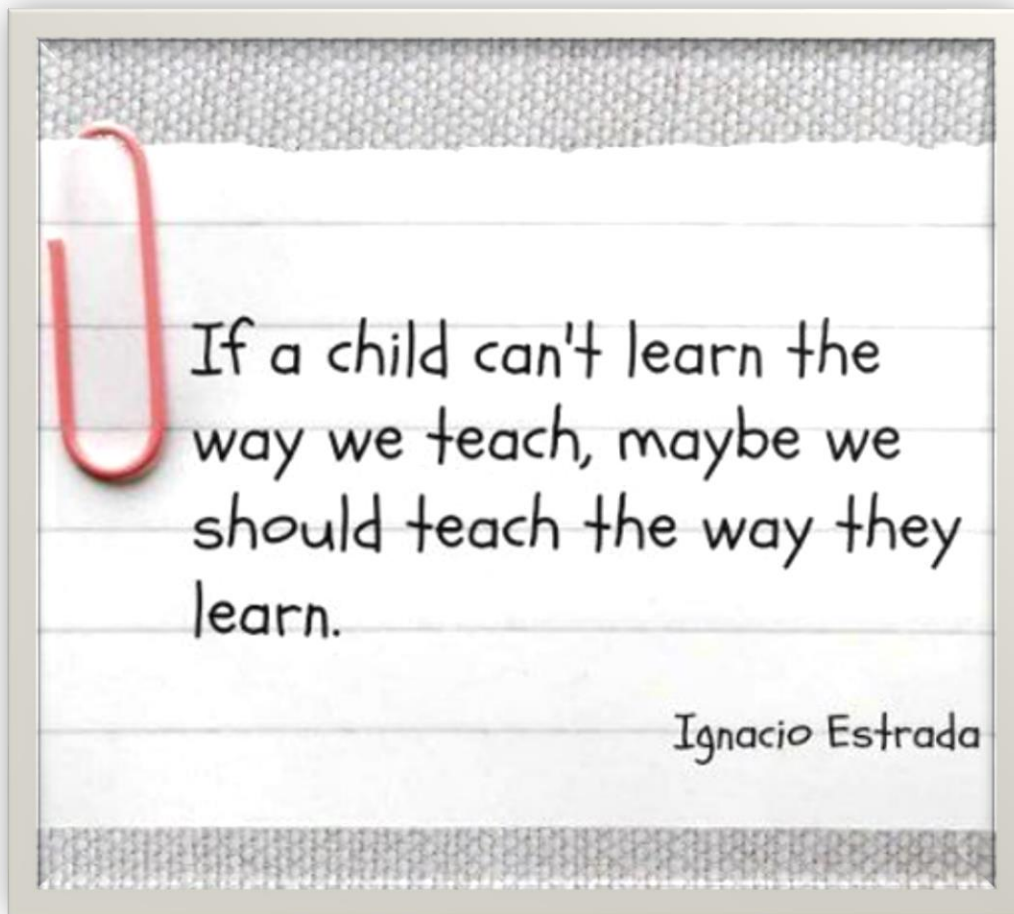 If a child can't learn the
way we teach, maybe we
should teach the way they
learn.
Ignacio Estrada